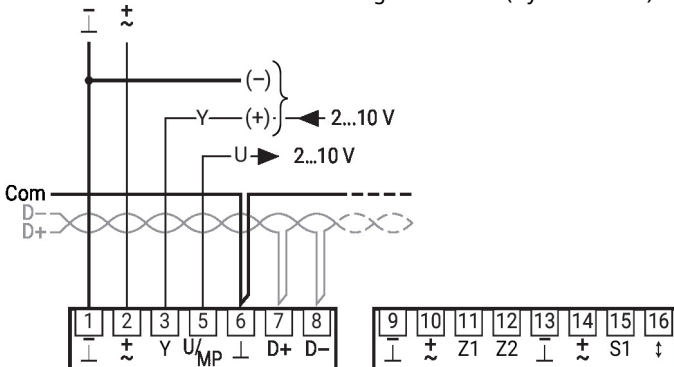 ⊥ ~
– +
(–)
Y (+) 2...10 V
U 2...10 V
Com
D–
D+
1 2 3 5 6 7 8
⊥ ~ Y U/MP ⊥ D+ D–
9 10 11 12 13 14 15 16
⊥ ~ Z1 Z2 ⊥ ~ S1 ↕